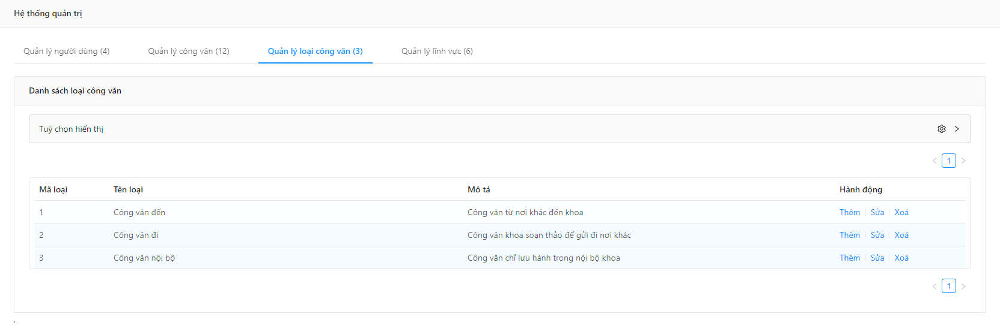 Hệ thống quản trị
Quản lý người dùng (4) Quản lý công văn (12) Quản lý loại công văn (3) Quản lý lĩnh vực (6)
Danh sách loại công văn
Tuỳ chọn hiển thị
1
Mã loại Tên loại Mô tả Hành động
1 Công văn đến Công văn từ nơi khác đến khoa Thêm Sửa Xoá
2 Công văn đi Công văn khoa soạn thảo để gửi đi nơi khác Thêm Sửa Xoá
3 Công văn nội bộ Công văn chỉ lưu hành trong nội bộ khoa Thêm Sửa Xoá
1
,